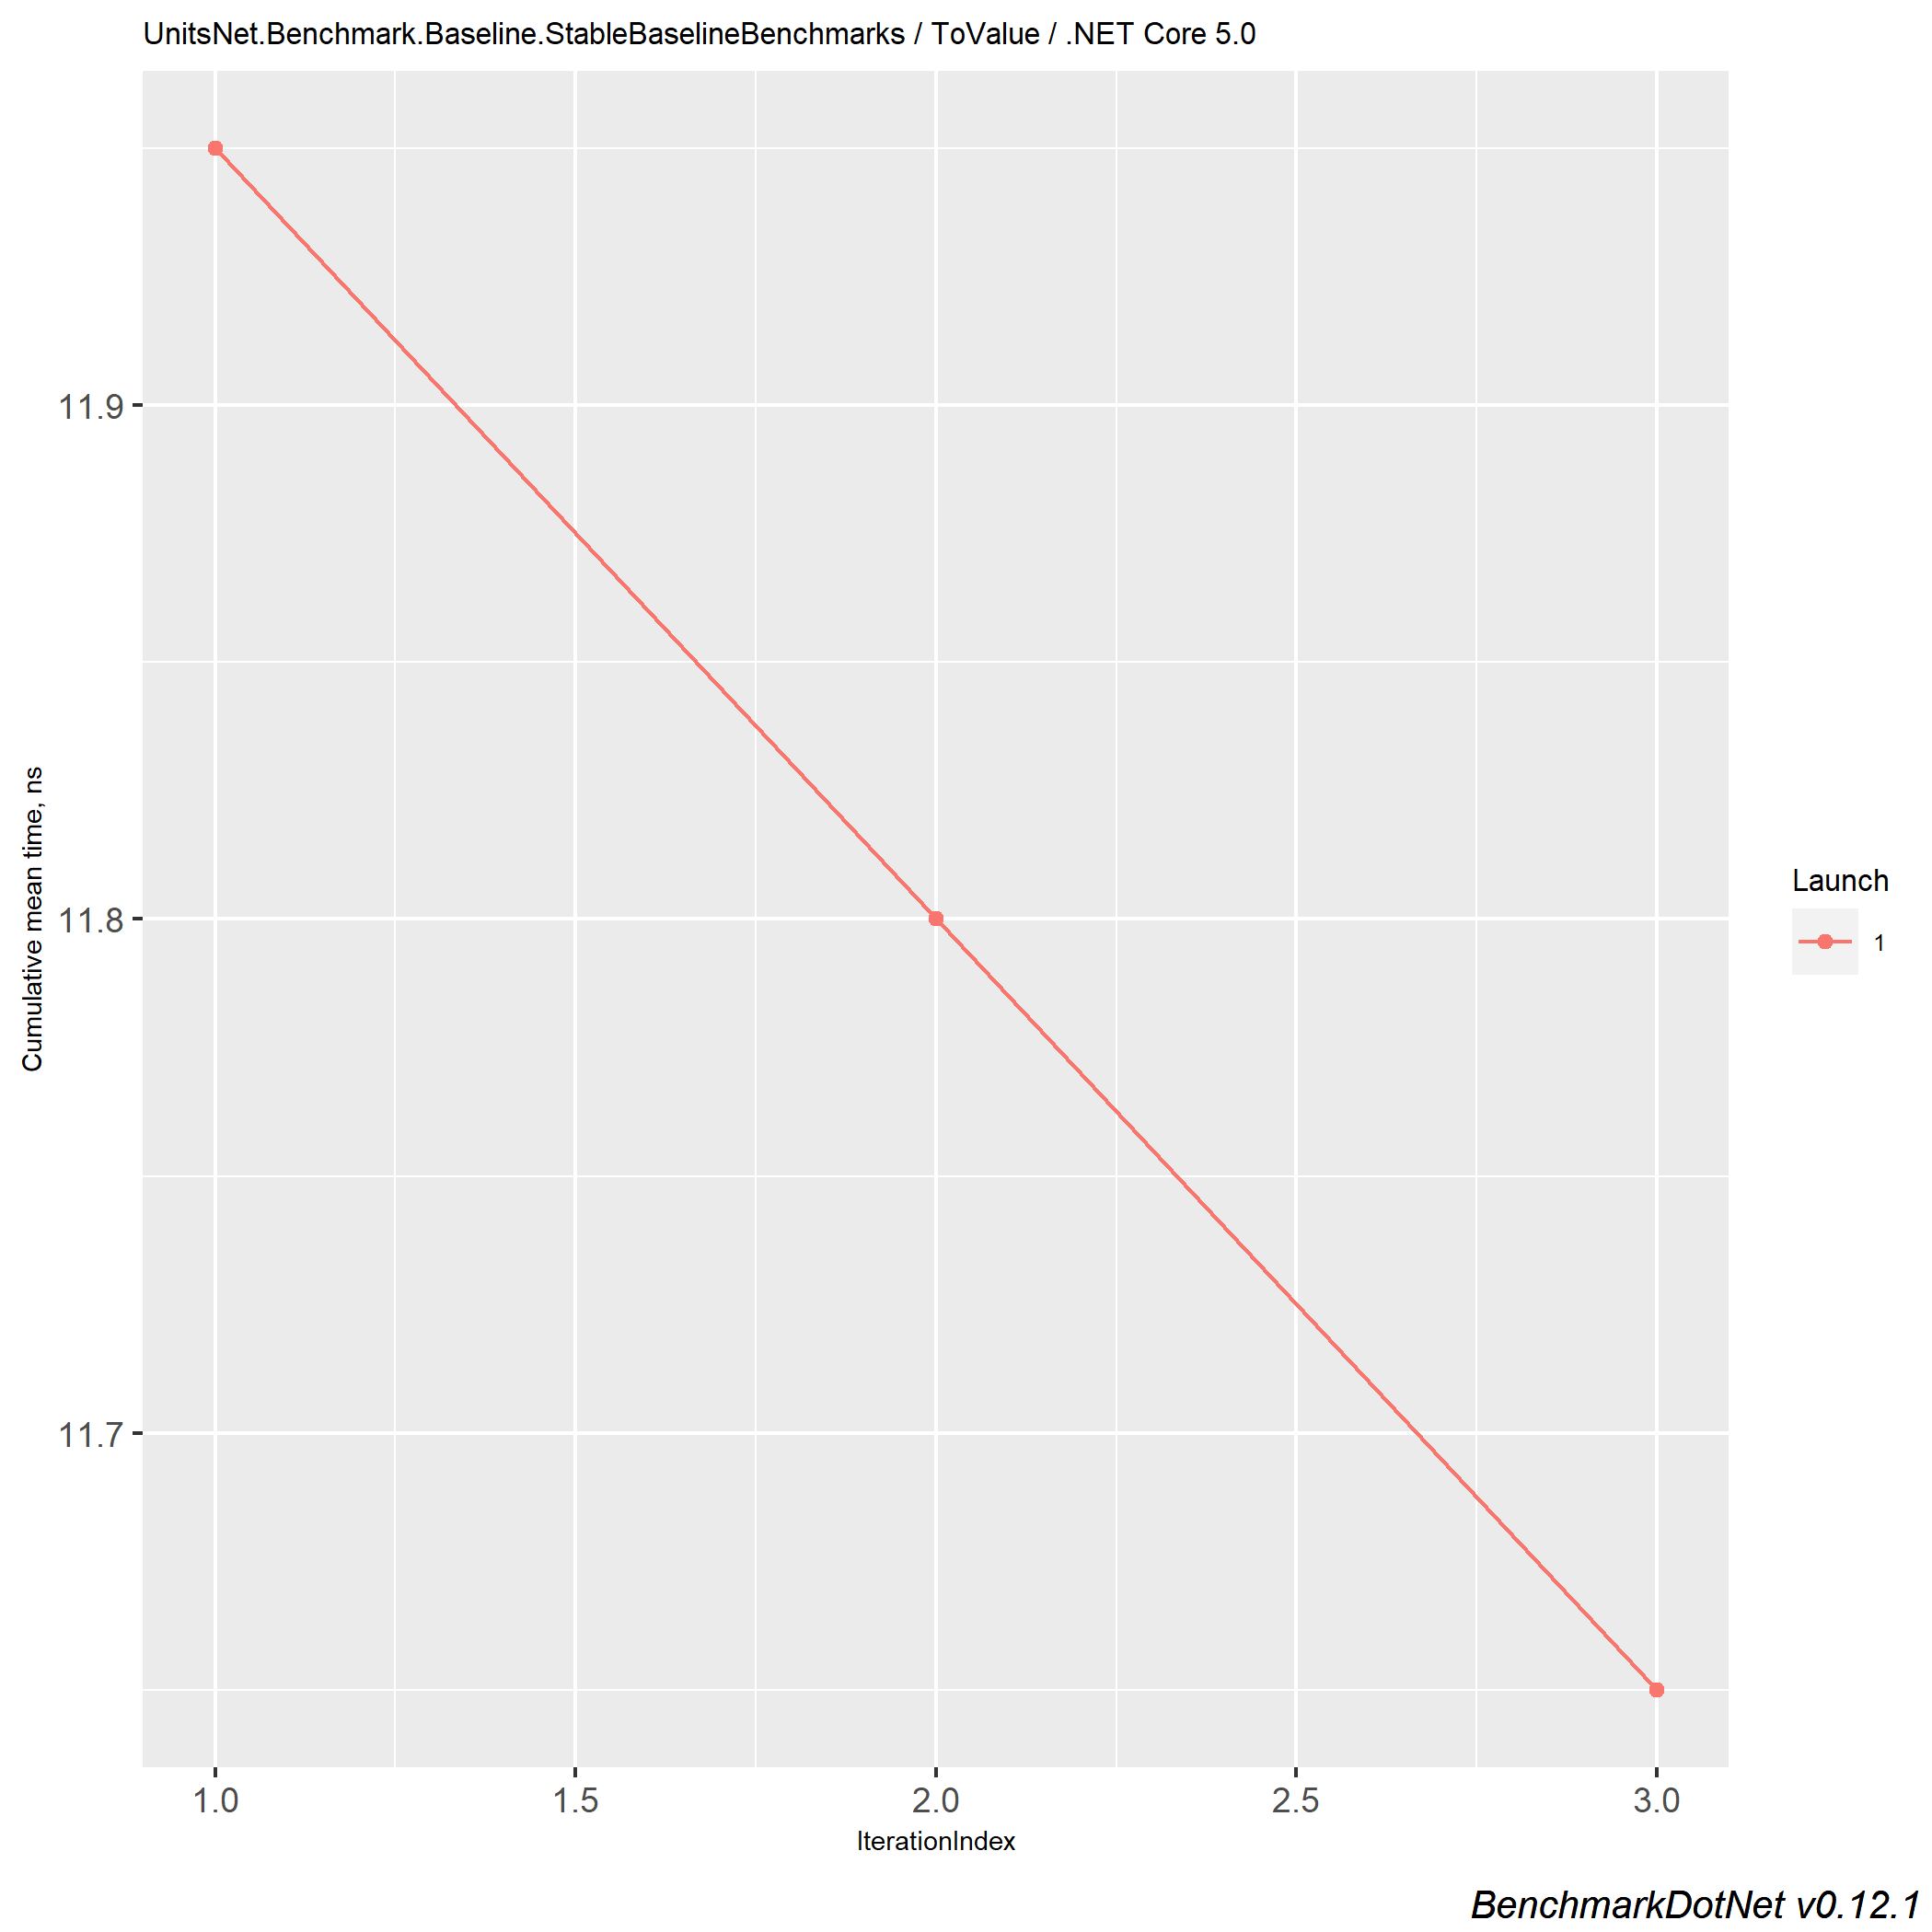 UnitsNet.Benchmark.Baseline.StableBaselineBenchmarks / ToValue / .NET Core 5.0
Cumulative mean time, ns
11.9
11.8
11.7
1.0 1.5 2.0 2.5 3.0
IterationIndex
Launch
1
BenchmarkDotNet v0.12.1